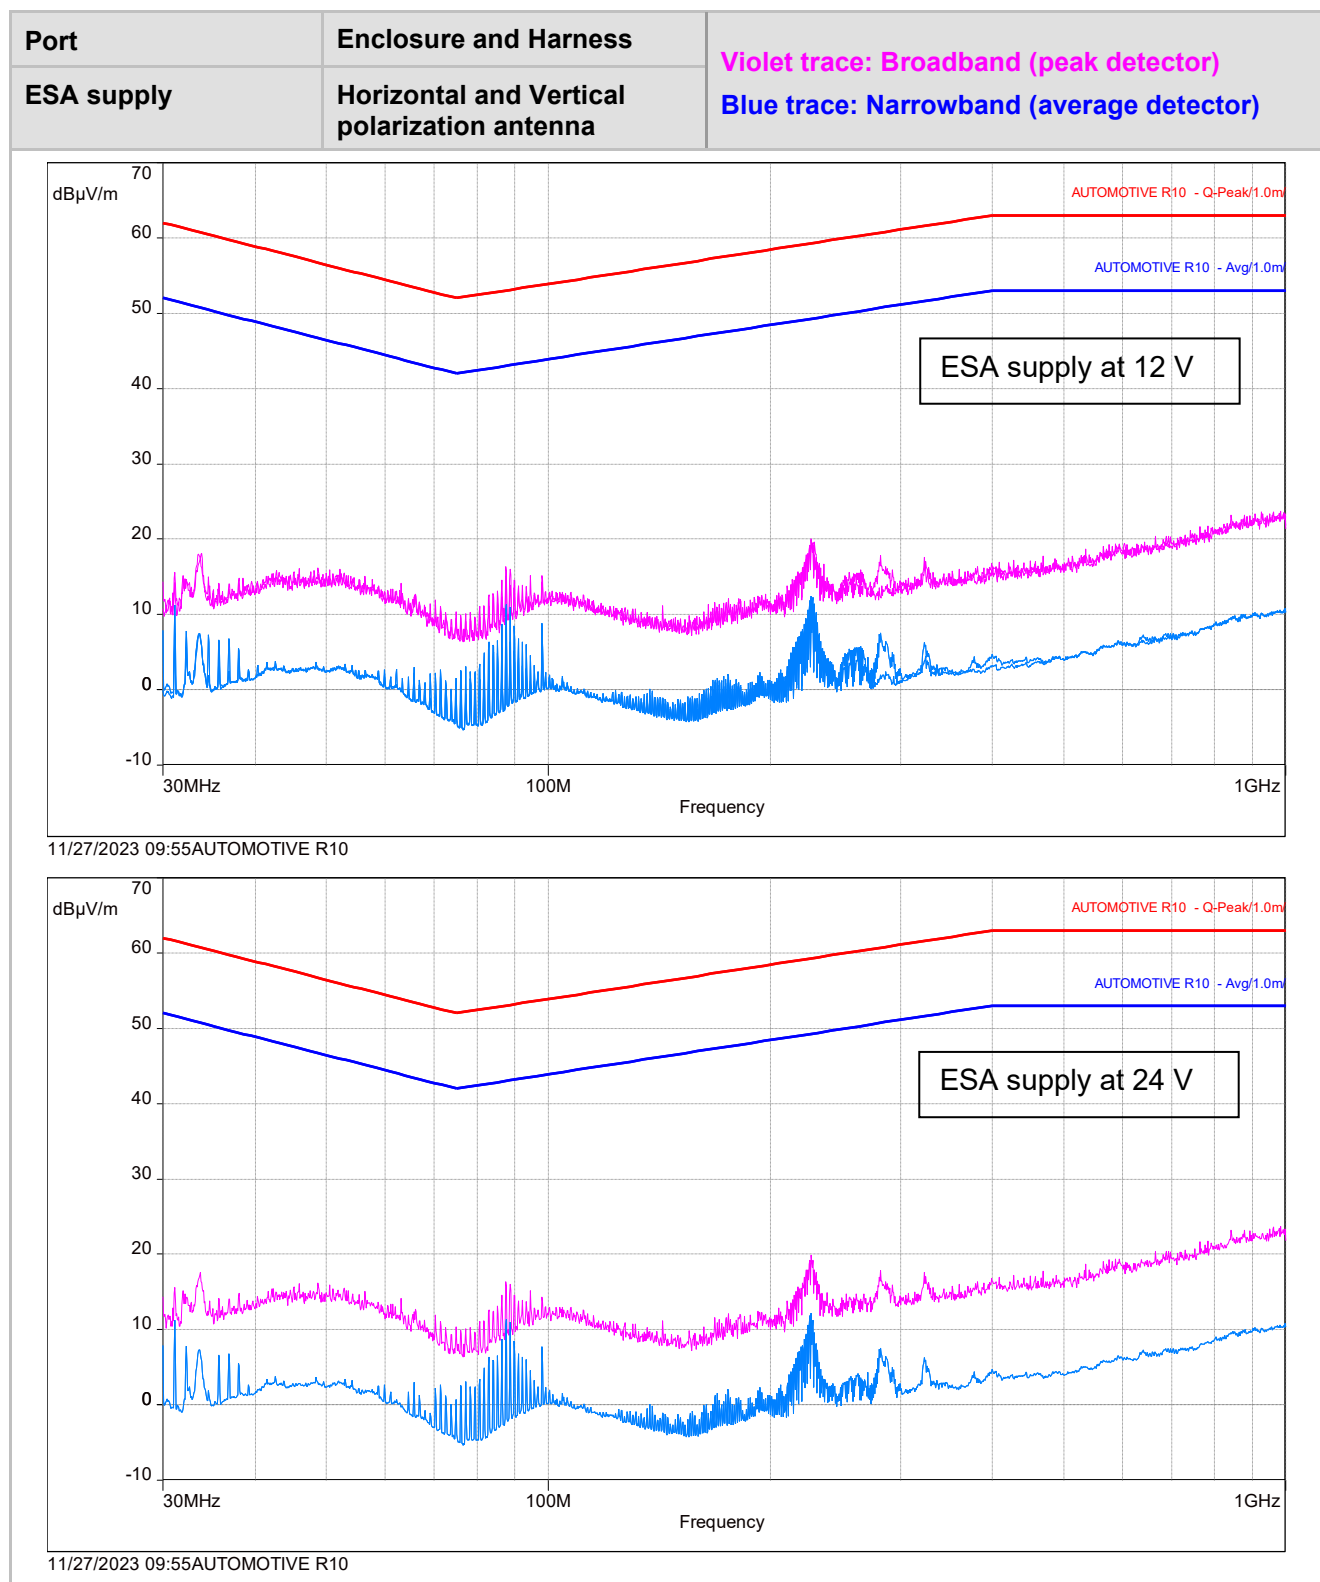 Port
Enclosure and Harness
Violet trace: Broadband (peak detector)
Blue trace: Narrowband (average detector)
ESA supply
Horizontal and Vertical
polarization antenna
70
dBµV/m
AUTOMOTIVE R10 - Q-Peak/1.0m/
60
AUTOMOTIVE R10 - Avg/1.0m/
50
ESA supply at 12 V
40
30
20
10
0
-10
30MHz
100M
1GHz
Frequency
11/27/2023 09:55AUTOMOTIVE R10
70
dBµV/m
AUTOMOTIVE R10 - Q-Peak/1.0m/
60
AUTOMOTIVE R10 - Avg/1.0m/
50
ESA supply at 24 V
40
30
20
10
0
-10
30MHz
100M
1GHz
Frequency
11/27/2023 09:55AUTOMOTIVE R10